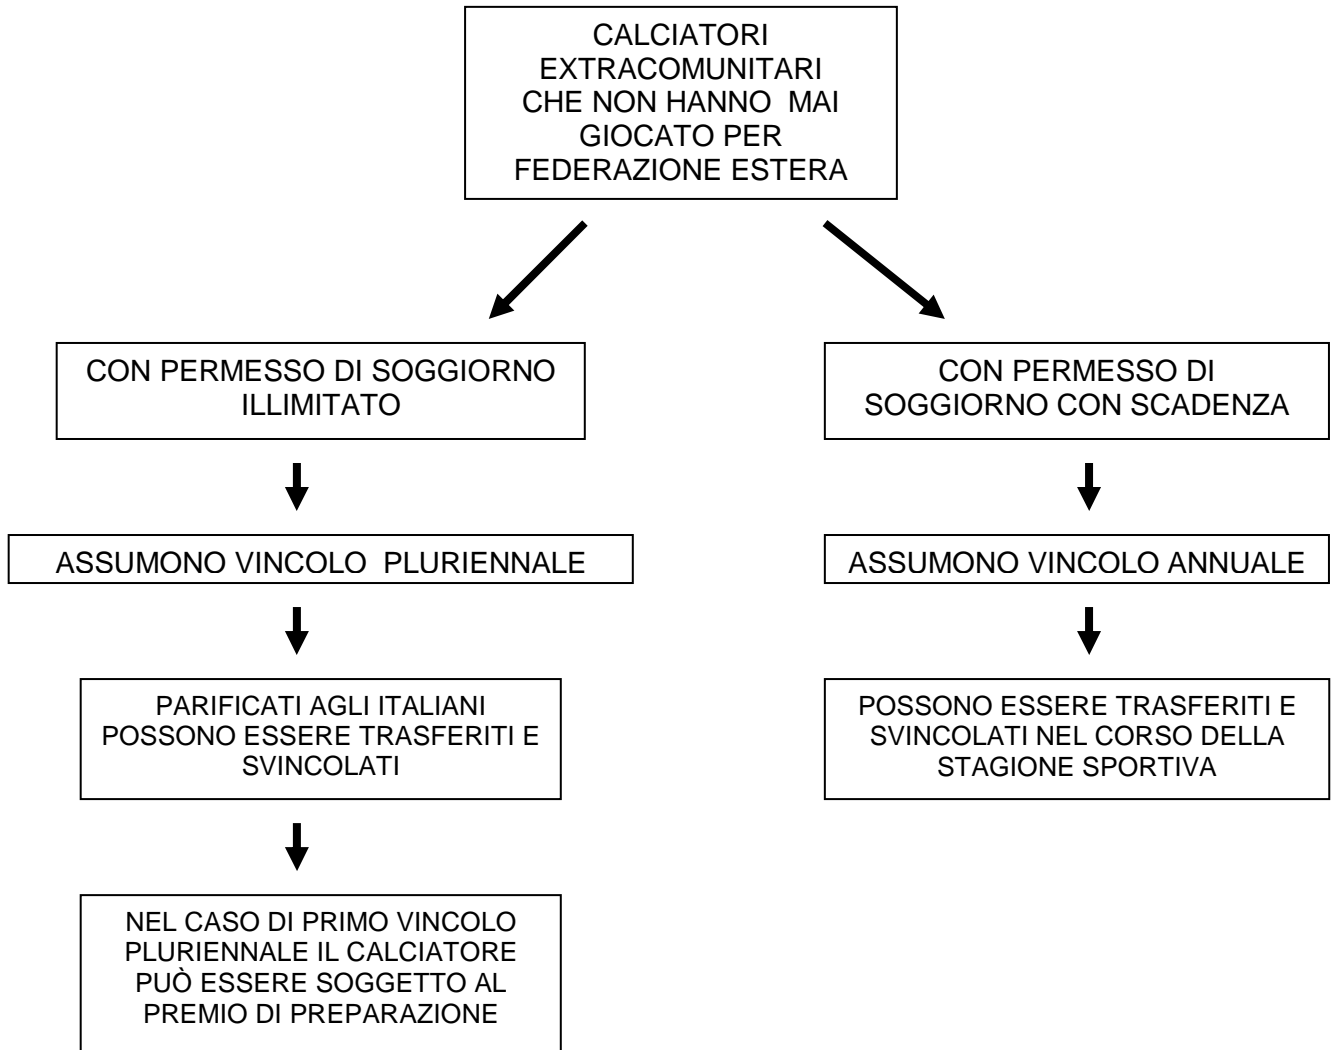 CALCIATORI
EXTRACOMUNITARI
CHE NON HANNO MAI
GIOCATO PER
FEDERAZIONE ESTERA
CON PERMESSO DI SOGGIORNO
ILLIMITATO
CON PERMESSO DI
SOGGIORNO CON SCADENZA
ASSUMONO VINCOLO PLURIENNALE
ASSUMONO VINCOLO ANNUALE
PARIFICATI AGLI ITALIANI
POSSONO ESSERE TRASFERITI E
SVINCOLATI
POSSONO ESSERE TRASFERITI E
SVINCOLATI NEL CORSO DELLA
STAGIONE SPORTIVA
NEL CASO DI PRIMO VINCOLO
PLURIENNALE IL CALCIATORE
PUÒ ESSERE SOGGETTO AL
PREMIO DI PREPARAZIONE